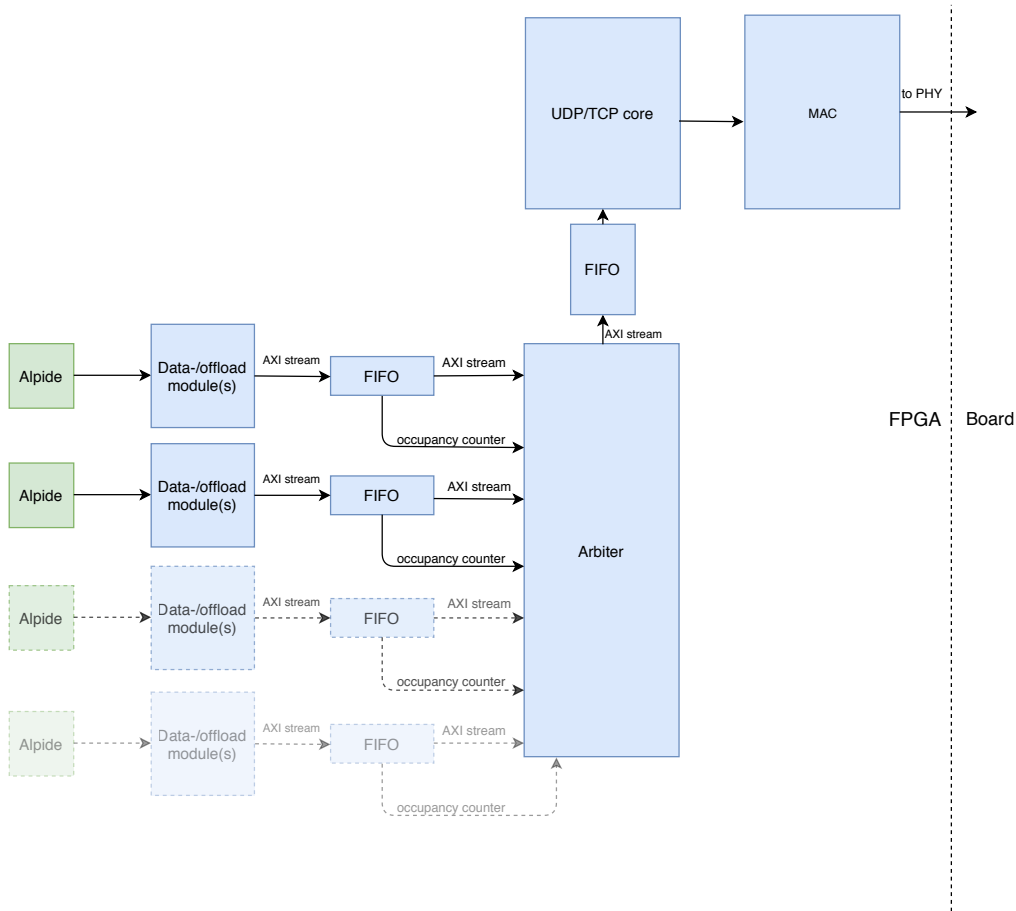 UDP/TCP core
MAC
to PHY
FIFO
AXI stream
FPGA
Board
Alpide
Data-/offload
module(s)
AXI stream
FIFO
AXI stream
occupancy counter
Alpide
Data-/offload
module(s)
AXI stream
FIFO
AXI stream
occupancy counter
Arbiter
Alpide
Data-/offload
module(s)
AXI stream
FIFO
AXI stream
occupancy counter
Alpide
Data-/offload
module(s)
AXI stream
FIFO
AXI stream
occupancy counter